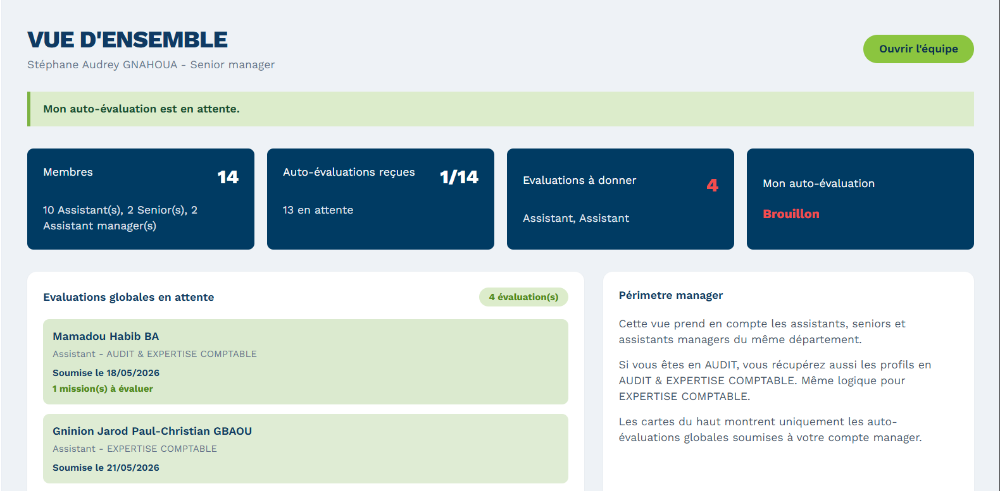 VUE D'ENSEMBLE
Stéphane Audrey GNAHOUA - Senior manager
Ouvrir l'équipe
Mon auto-évaluation est en attente.
Membres
14
10 Assistant(s), 2 Senior(s), 2
Assistant manager(s)
Auto-évaluations reçues
1/14
13 en attente
Evaluations à donner
4
Assistant, Assistant
Mon auto-évaluation
Brouillon
Evaluations globales en attente
4 évaluation(s)
Mamadou Habib BA
Assistant - AUDIT & EXPERTISE COMPTABLE
Soumise le 18/05/2026
1 mission(s) à évaluer
Gninion Jarod Paul-Christian GBAOU
Assistant - EXPERTISE COMPTABLE
Soumise le 21/05/2026
Périmetre manager
Cette vue prend en compte les assistants, seniors et
assistants managers du même département.
Si vous êtes en AUDIT, vous récupérez aussi les profils en
AUDIT & EXPERTISE COMPTABLE. Même logique pour
EXPERTISE COMPTABLE.
Les cartes du haut montrent uniquement les auto-
évaluations globales soumises à votre compte manager.